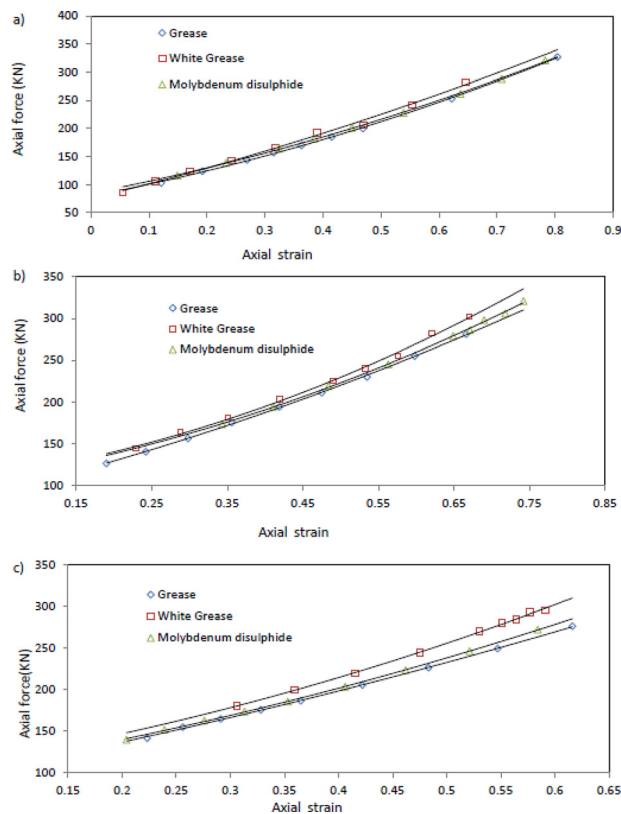 a)
400
350
300
250
200
150
100
50
Axial force (KN)
Grease
White Grease
Molybdenum disulphide
0 0.1 0.2 0.3 0.4 0.5 0.6 0.7 0.8 0.9
Axial strain
b)
350
300
250
200
150
100
Axial force (KN)
Grease
White Grease
Molybdenum disulphide
0.15 0.25 0.35 0.45 0.55 0.65 0.75 0.85
Axial strain
c)
350
300
250
200
150
100
Axial force(KN)
Grease
White Grease
Molybdenum disulphide
0.15 0.2 0.25 0.3 0.35 0.4 0.45 0.5 0.55 0.6 0.65
Axial strain